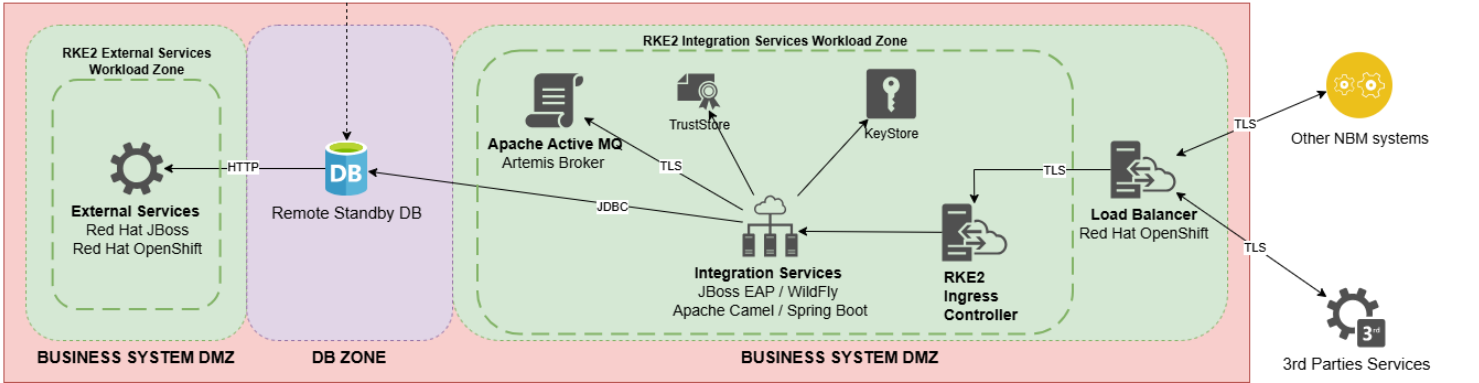 RKE2 External Services
Workload Zone
HTTP
External Services
Red Hat JBoss
Red Hat OpenShift
BUSINESS SYSTEM DMZ
DB
Remote Standby DB
DB ZONE
RKE2 Integration Services Workload Zone
Apache Active MQ
Artemis Broker
TrustStore
KeyStore
TLS
JDBC
Integration Services
JBoss EAP / WildFly
Apache Camel / Spring Boot
TLS
RKE2
Ingress
Controller
Load Balancer
Red Hat OpenShift
BUSINESS SYSTEM DMZ
TLS
Other NBM systems
TLS
3rd
3rd Parties Services